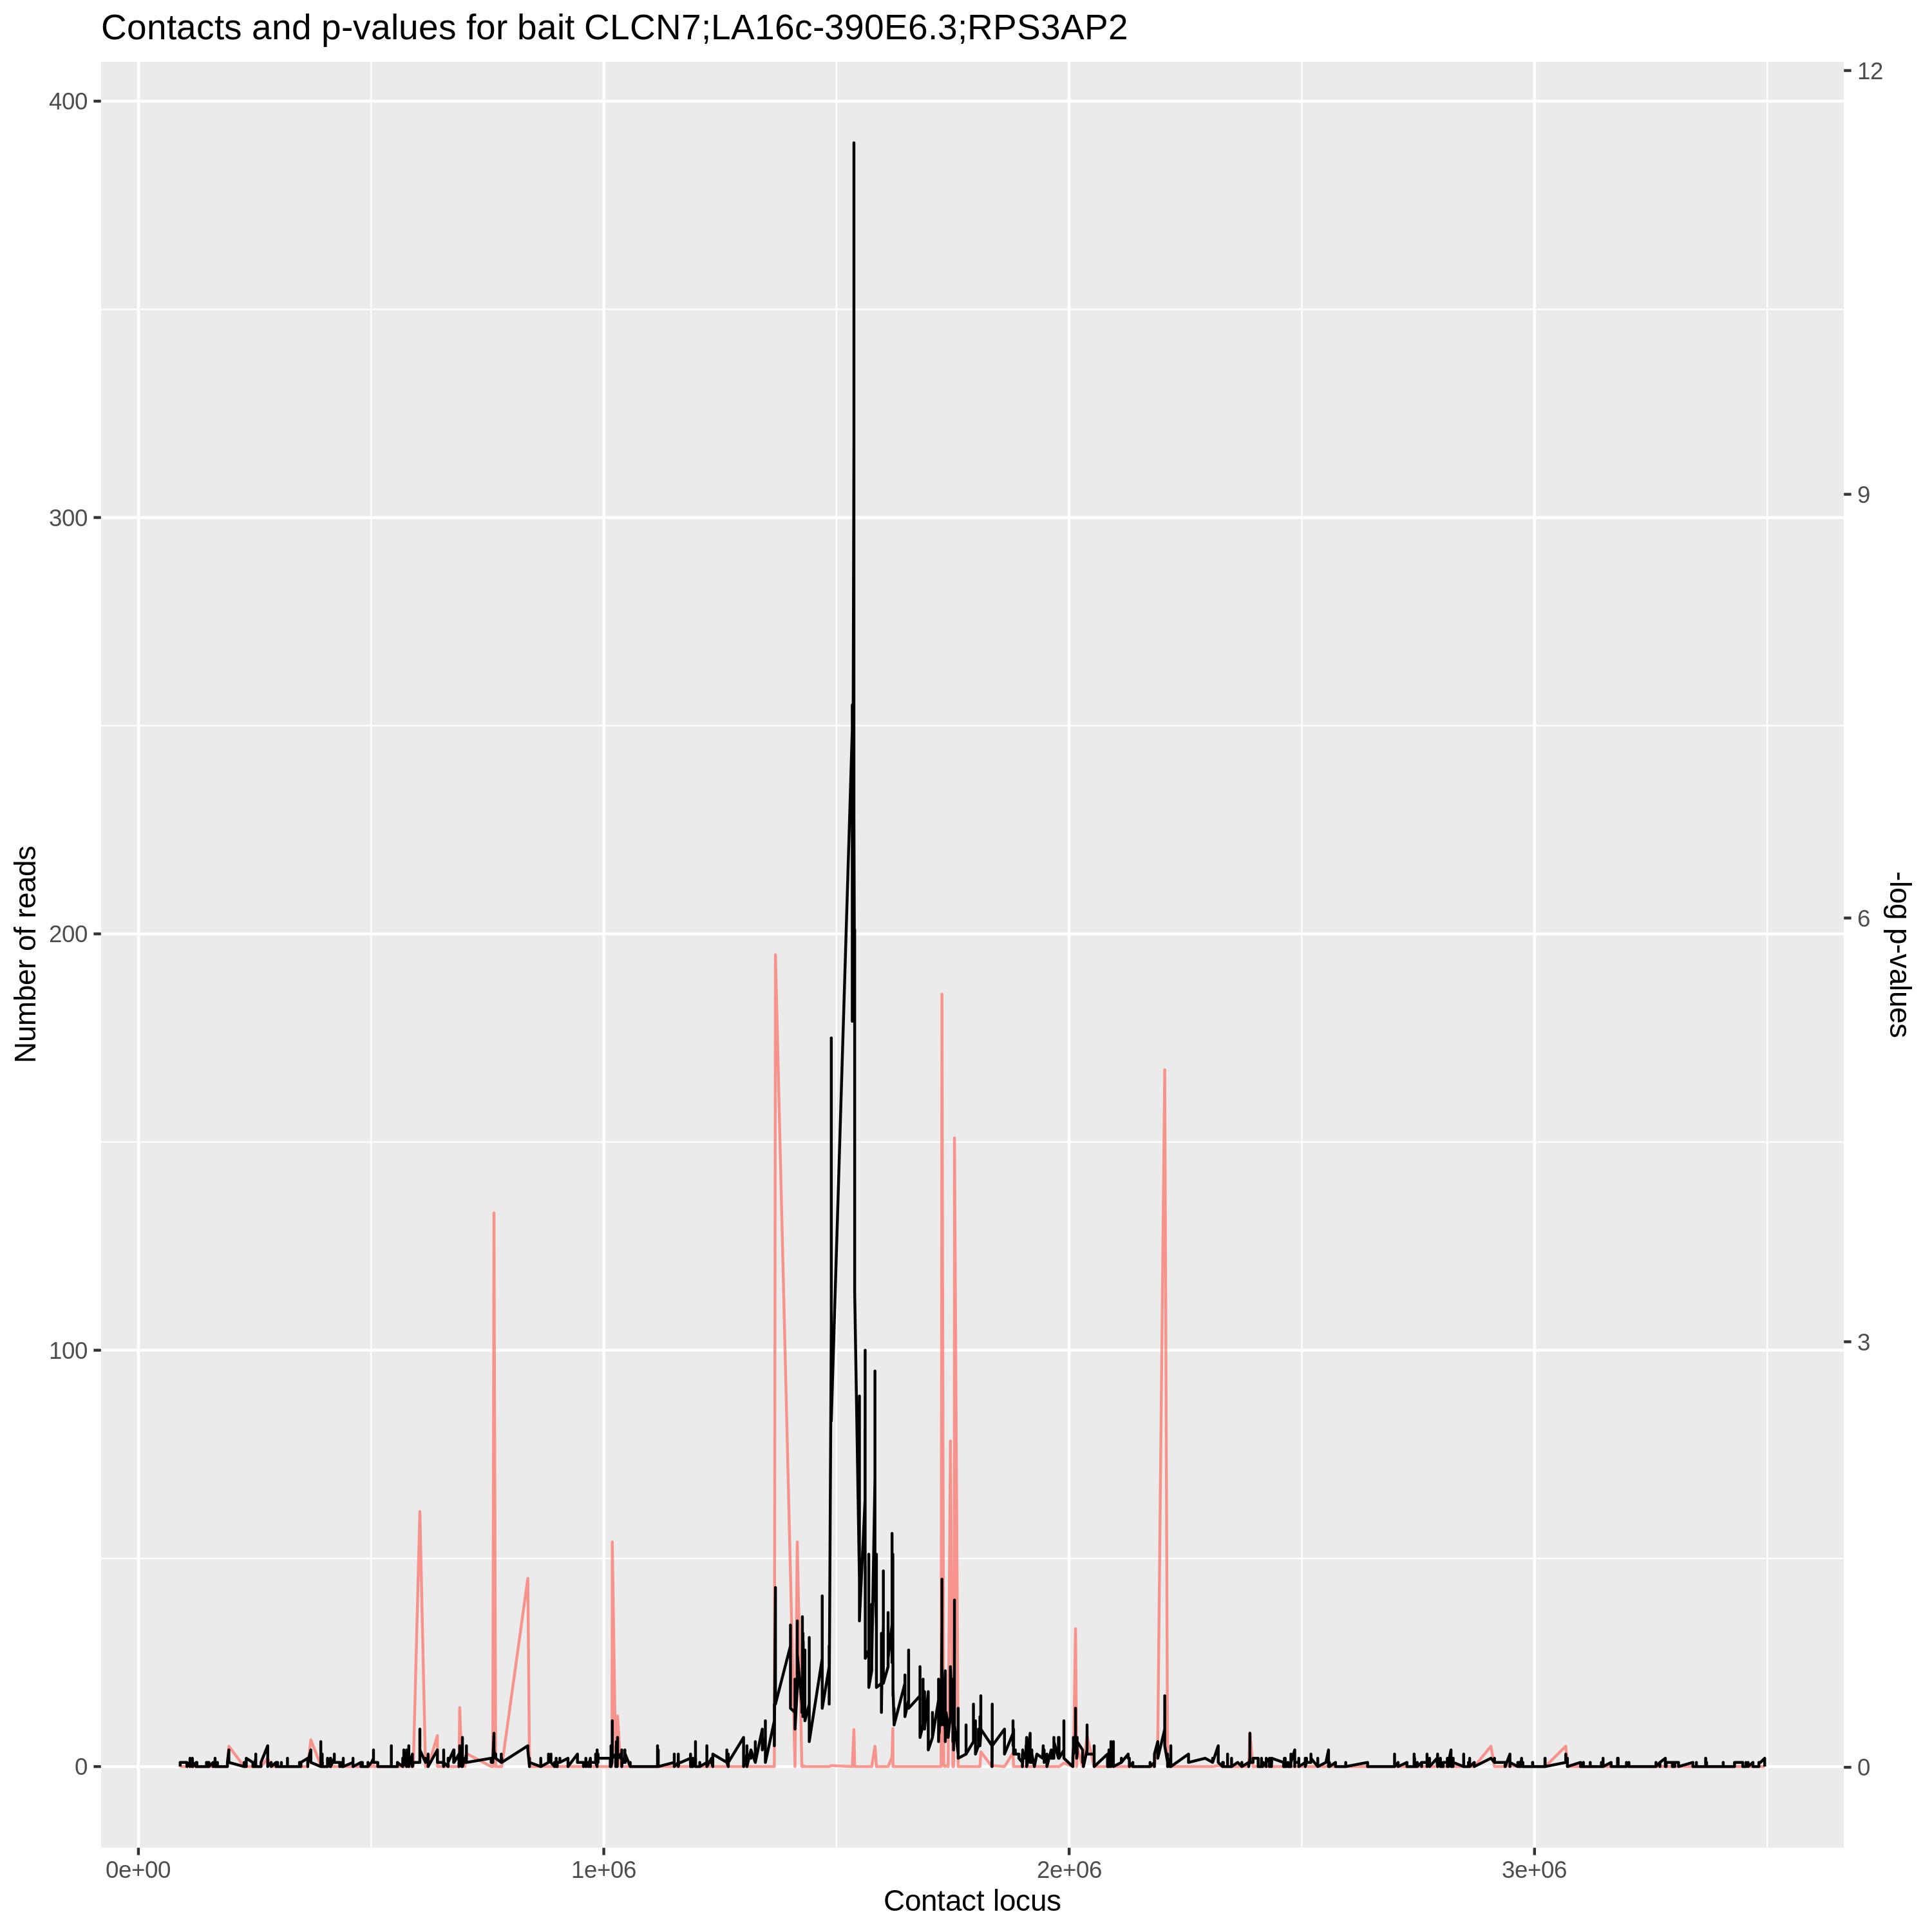 Contacts and p-values for bait CLCN7;LA16c-390E6.3;RPS3AP2
400
300
200
100
0
12
9
6
3
0
Number of reads
-log p-values
0e+00
1e+06
2e+06
3e+06
Contact locus